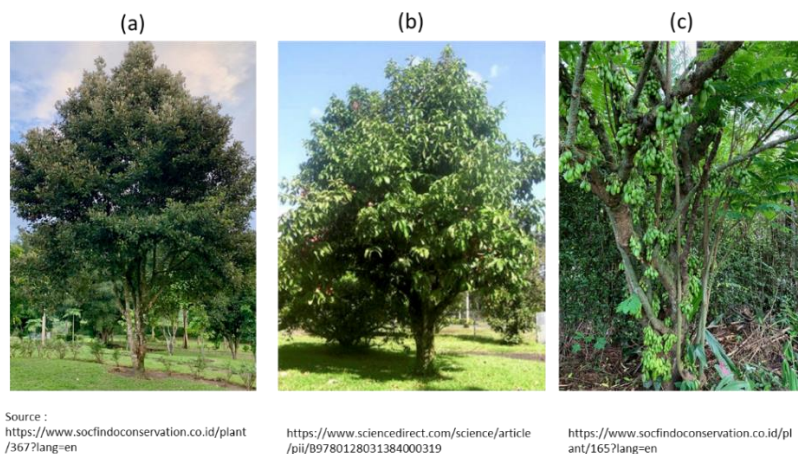 (a)
(b)
(c)
Source :
https://www.socfindoconservation.co.id/plant
/367?lang=en
https://www.sciencedirect.com/science/article
/pii/B9780128031384000319
https://www.socfindoconservation.co.id/pl
ant/165?lang=en